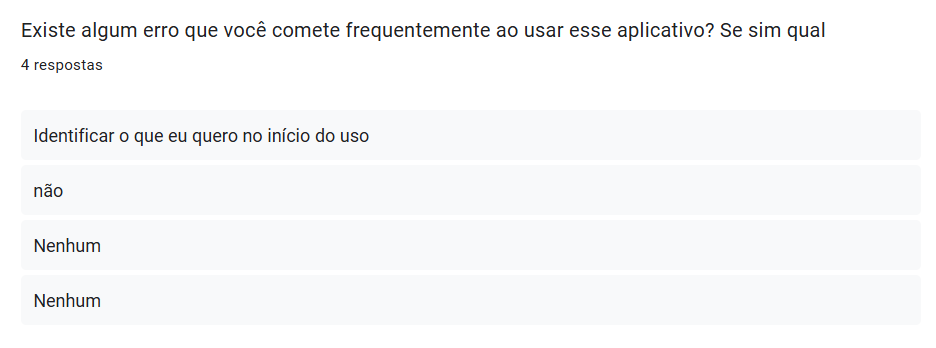 Existe algum erro que você comete frequentemente ao usar esse aplicativo? Se sim qual
4 respostas
Identificar o que eu quero no início do uso
não
Nenhum
Nenhum